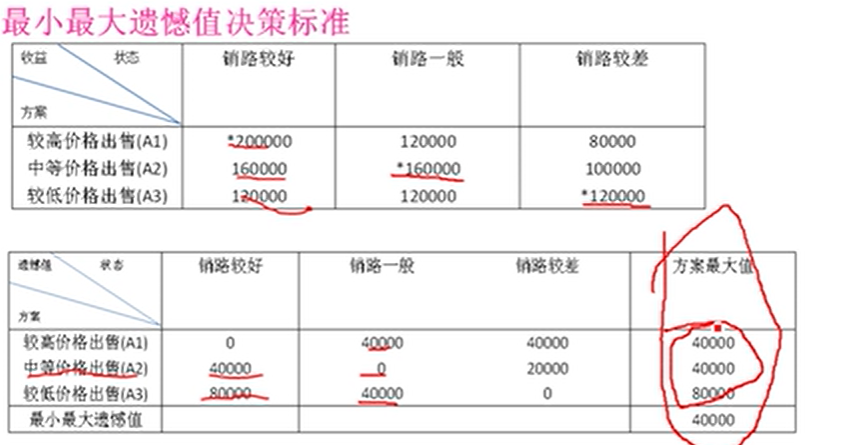 最小最大遗憾值决策标准
收益 状态 销路较好 销路一般 销路较差
方案
较高价格出售(A1) *200000 120000 80000
中等价格出售(A2) 160000 *160000 100000
较低价格出售(A3) 120000 120000 *120000
遗憾值 状态 销路较好 销路一般 销路较差 方案最大值
方案
较高价格出售(A1) 0 40000 40000 40000
中等价格出售(A2) 40000 0 20000 40000
较低价格出售(A3) 80000 40000 0 80000
最小最大遗憾值 40000